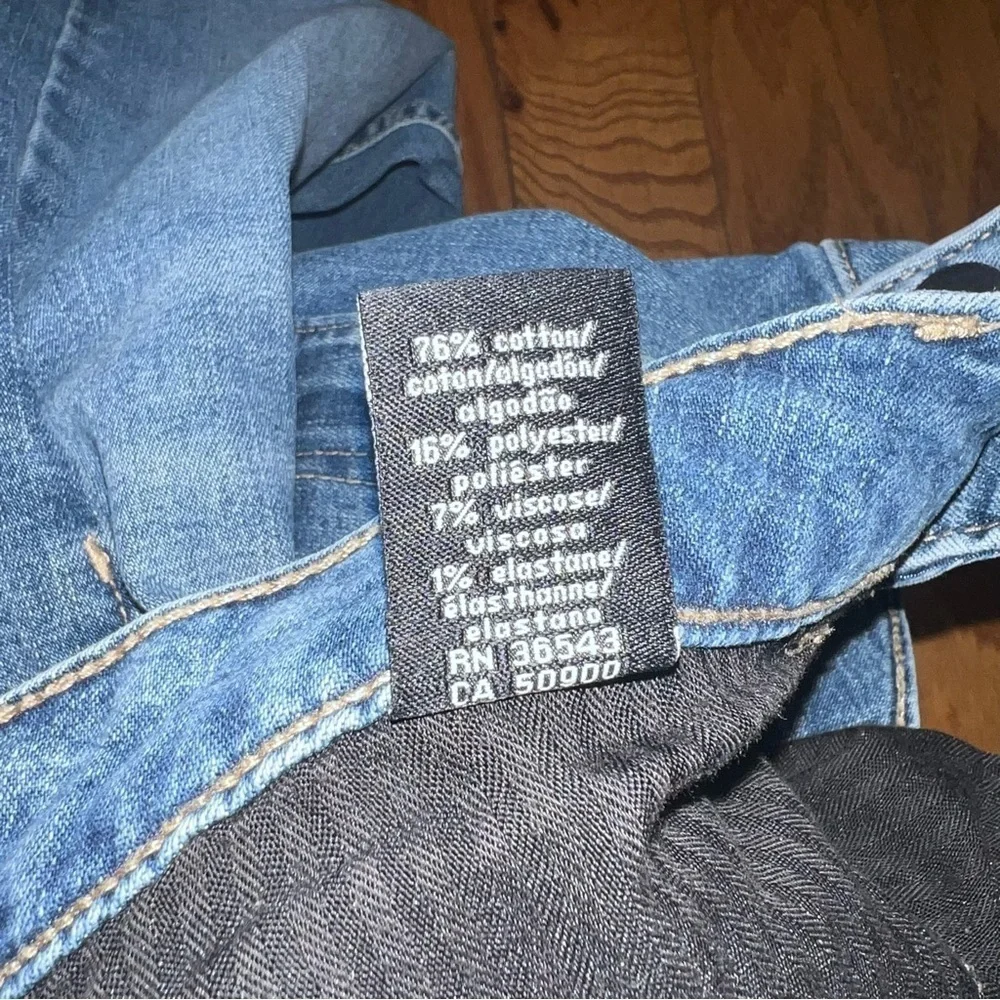 76% cotton/
coton/algodón/
algodão
16% polyester/
poliéster
7% viscose/
viscosa
1% elastane/
élasthanne/
elastano
RN 36543
CA 50900